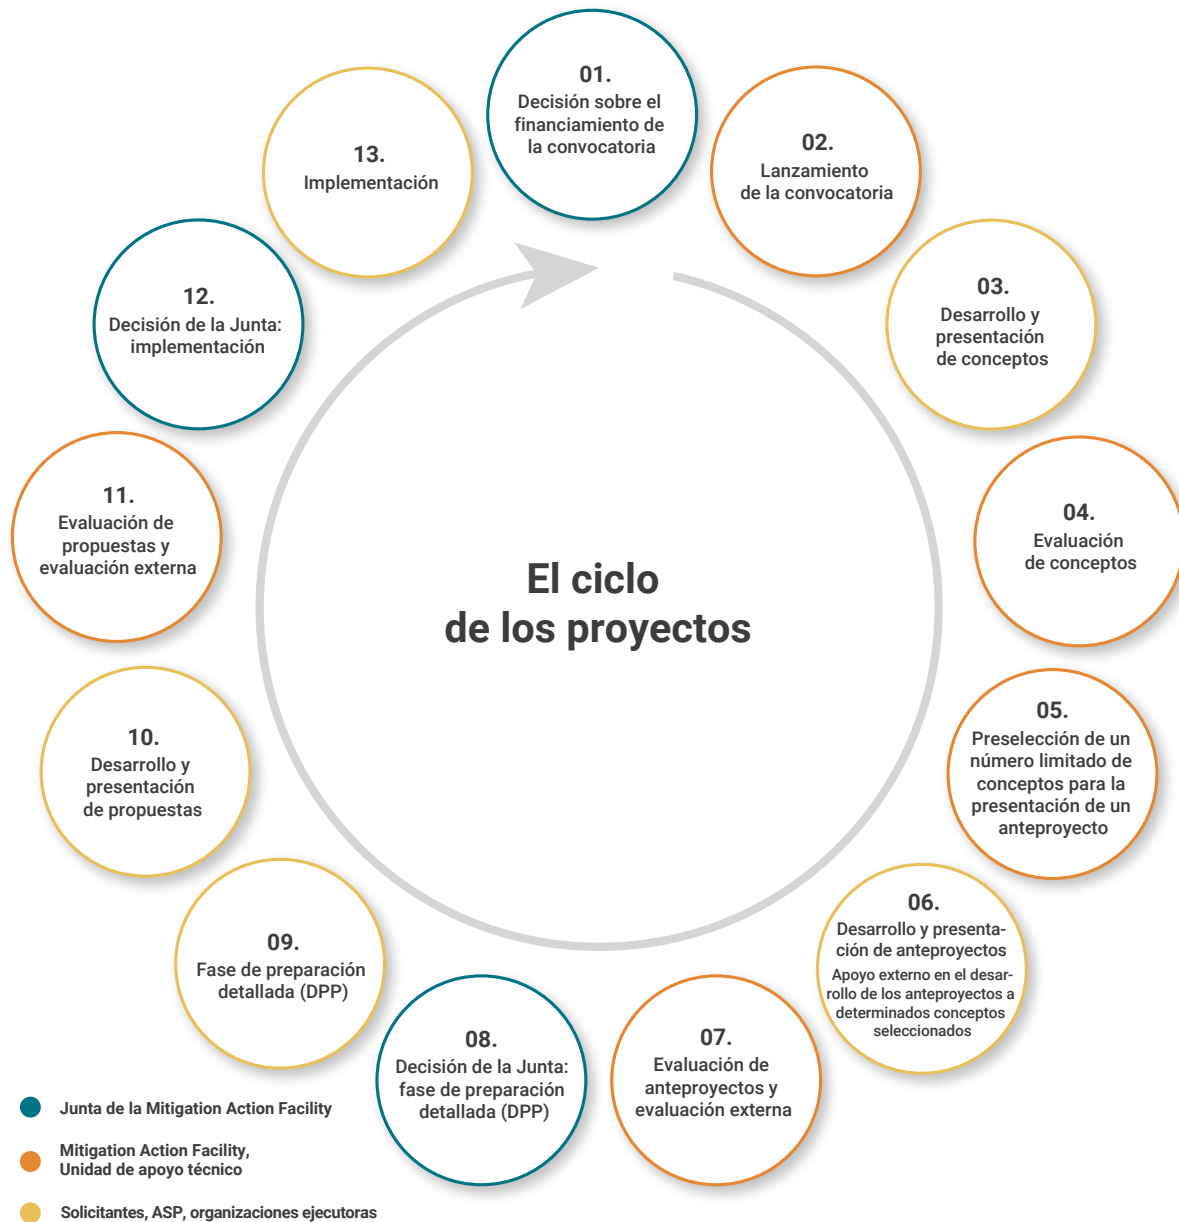 01.
Decisión sobre el
financiamiento de
la convocatoria
02.
Lanzamiento
de la convocatoria
03.
Desarrollo y
presentación
de conceptos
04.
Evaluación
de conceptos
05.
Preselección de un
número limitado de
conceptos para la
presentación de un
anteproyecto
06.
Desarrollo y presenta-
ción de anteproyectos
Apoyo externo en el desar-
rollo de los anteproyectos a
determinados conceptos
seleccionados
07.
Evaluación de
anteproyectos y
evaluación externa
08.
Decisión de la Junta:
fase de preparación
detallada (DPP)
09.
Fase de preparación
detallada (DPP)
10.
Desarrollo y
presentación
de propuestas
11.
Evaluación de
propuestas y
evaluación externa
12.
Decisión de la Junta:
implementación
13.
Implementación
El ciclo
de los proyectos
Junta de la Mitigation Action Facility
Mitigation Action Facility,
Unidad de apoyo técnico
Solicitantes, ASP, organizaciones ejecutoras